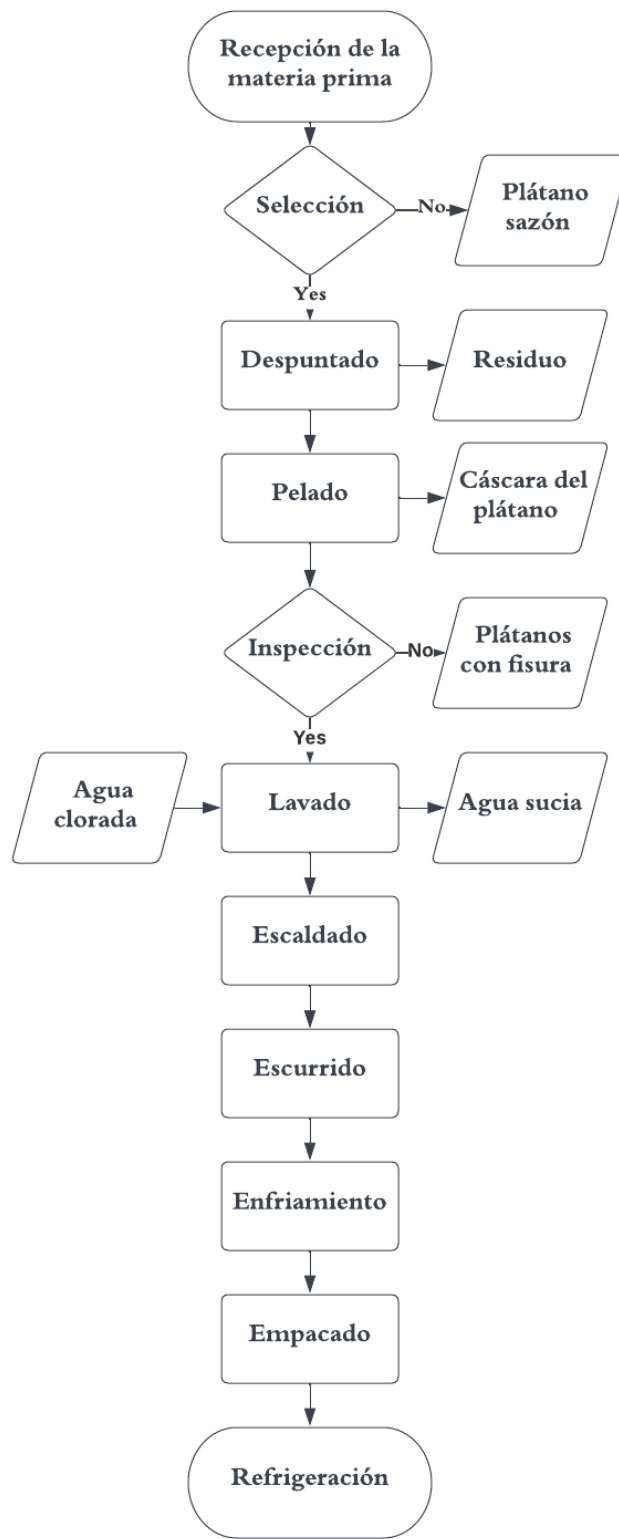 Recepción de la
materia prima
Selección
No
Plátano
sazón
Yes
Despuntado
Residuo
Pelado
Cáscara del
plátano
Inspección
No
Plátanos
con fisura
Yes
Agua
clorada
Lavado
Agua sucia
Escaldado
Escurrido
Enfriamiento
Empacado
Refrigeración